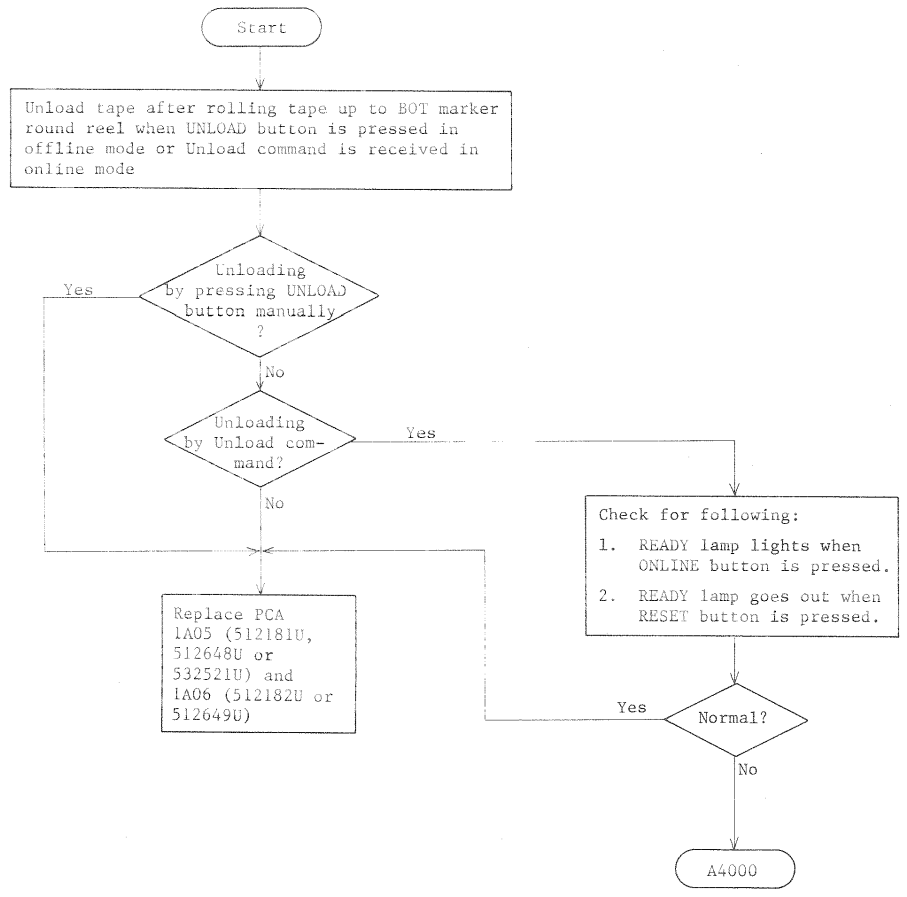 Start
Unload tape after rolling tape up to BOT marker
round reel when UNLOAD button is pressed in
offline mode or Unload command is received in
online mode
Unloading
by pressing UNLOAD
button manually
?
Yes
No
Unloading
by Unload com-
mand?
Yes
No
Check for following:
1. READY lamp lights when
ONLINE button is pressed.
2. READY lamp goes out when
RESET button is pressed.
Replace PCA
1A05 (512181U,
512648U or
532521U) and
1A06 (512182U or
512649U)
Normal?
Yes
No
A4000